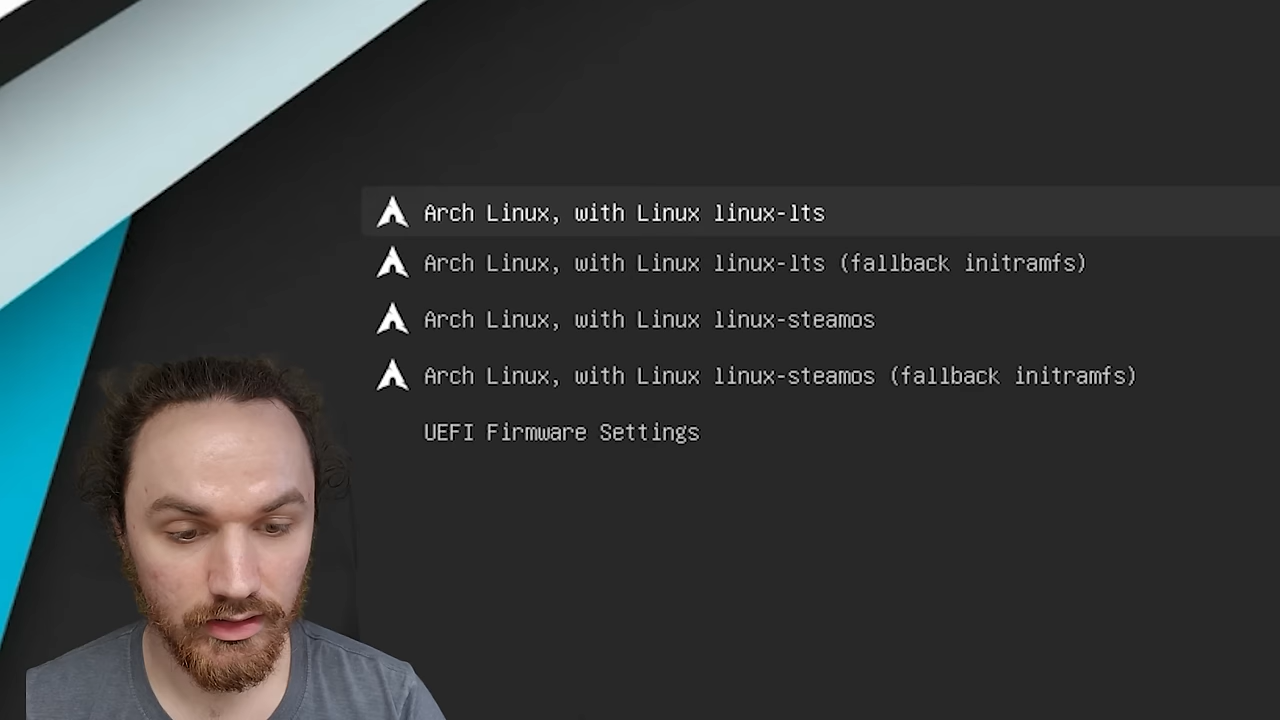 Arch Linux, with Linux linux-lts
Arch Linux, with Linux linux-lts (fallback initramfs)
Arch Linux, with Linux linux-steamos
Arch Linux, with Linux linux-steamos (fallback initramfs)
UEFI Firmware Settings